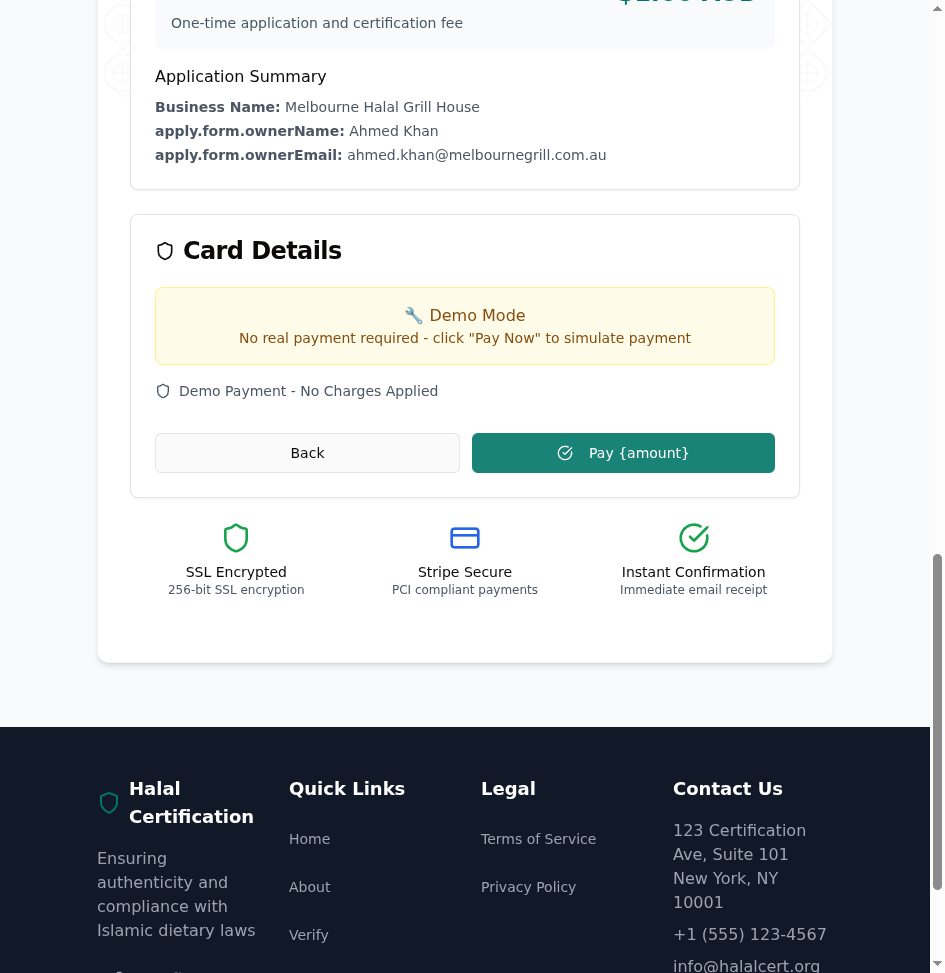 One-time application and certification fee
Application Summary
Business Name: Melbourne Halal Grill House
apply.form.ownerName: Ahmed Khan
apply.form.ownerEmail: ahmed.khan@melbournegrill.com.au
Card Details
🔧 Demo Mode
No real payment required - click "Pay Now" to simulate payment
Demo Payment - No Charges Applied
Back
Pay {amount}
SSL Encrypted
256-bit SSL encryption
Stripe Secure
PCI compliant payments
Instant Confirmation
Immediate email receipt
Halal
Certification
Ensuring
authenticity and
compliance with
Islamic dietary laws
Quick Links
Home
About
Verify
Legal
Terms of Service
Privacy Policy
Contact Us
123 Certification
Ave, Suite 101
New York, NY
10001
+1 (555) 123-4567
info@halalcert.org